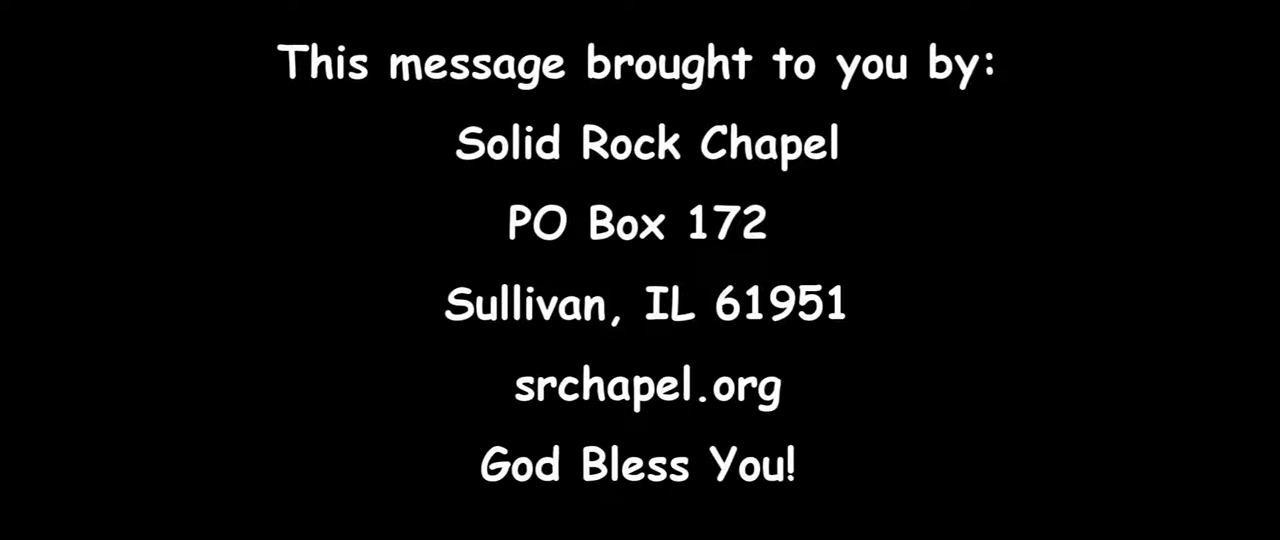 This message brought to you by:
Solid Rock Chapel
PO Box 172
Sullivan, IL 61951
srchapel.org
God Bless You!